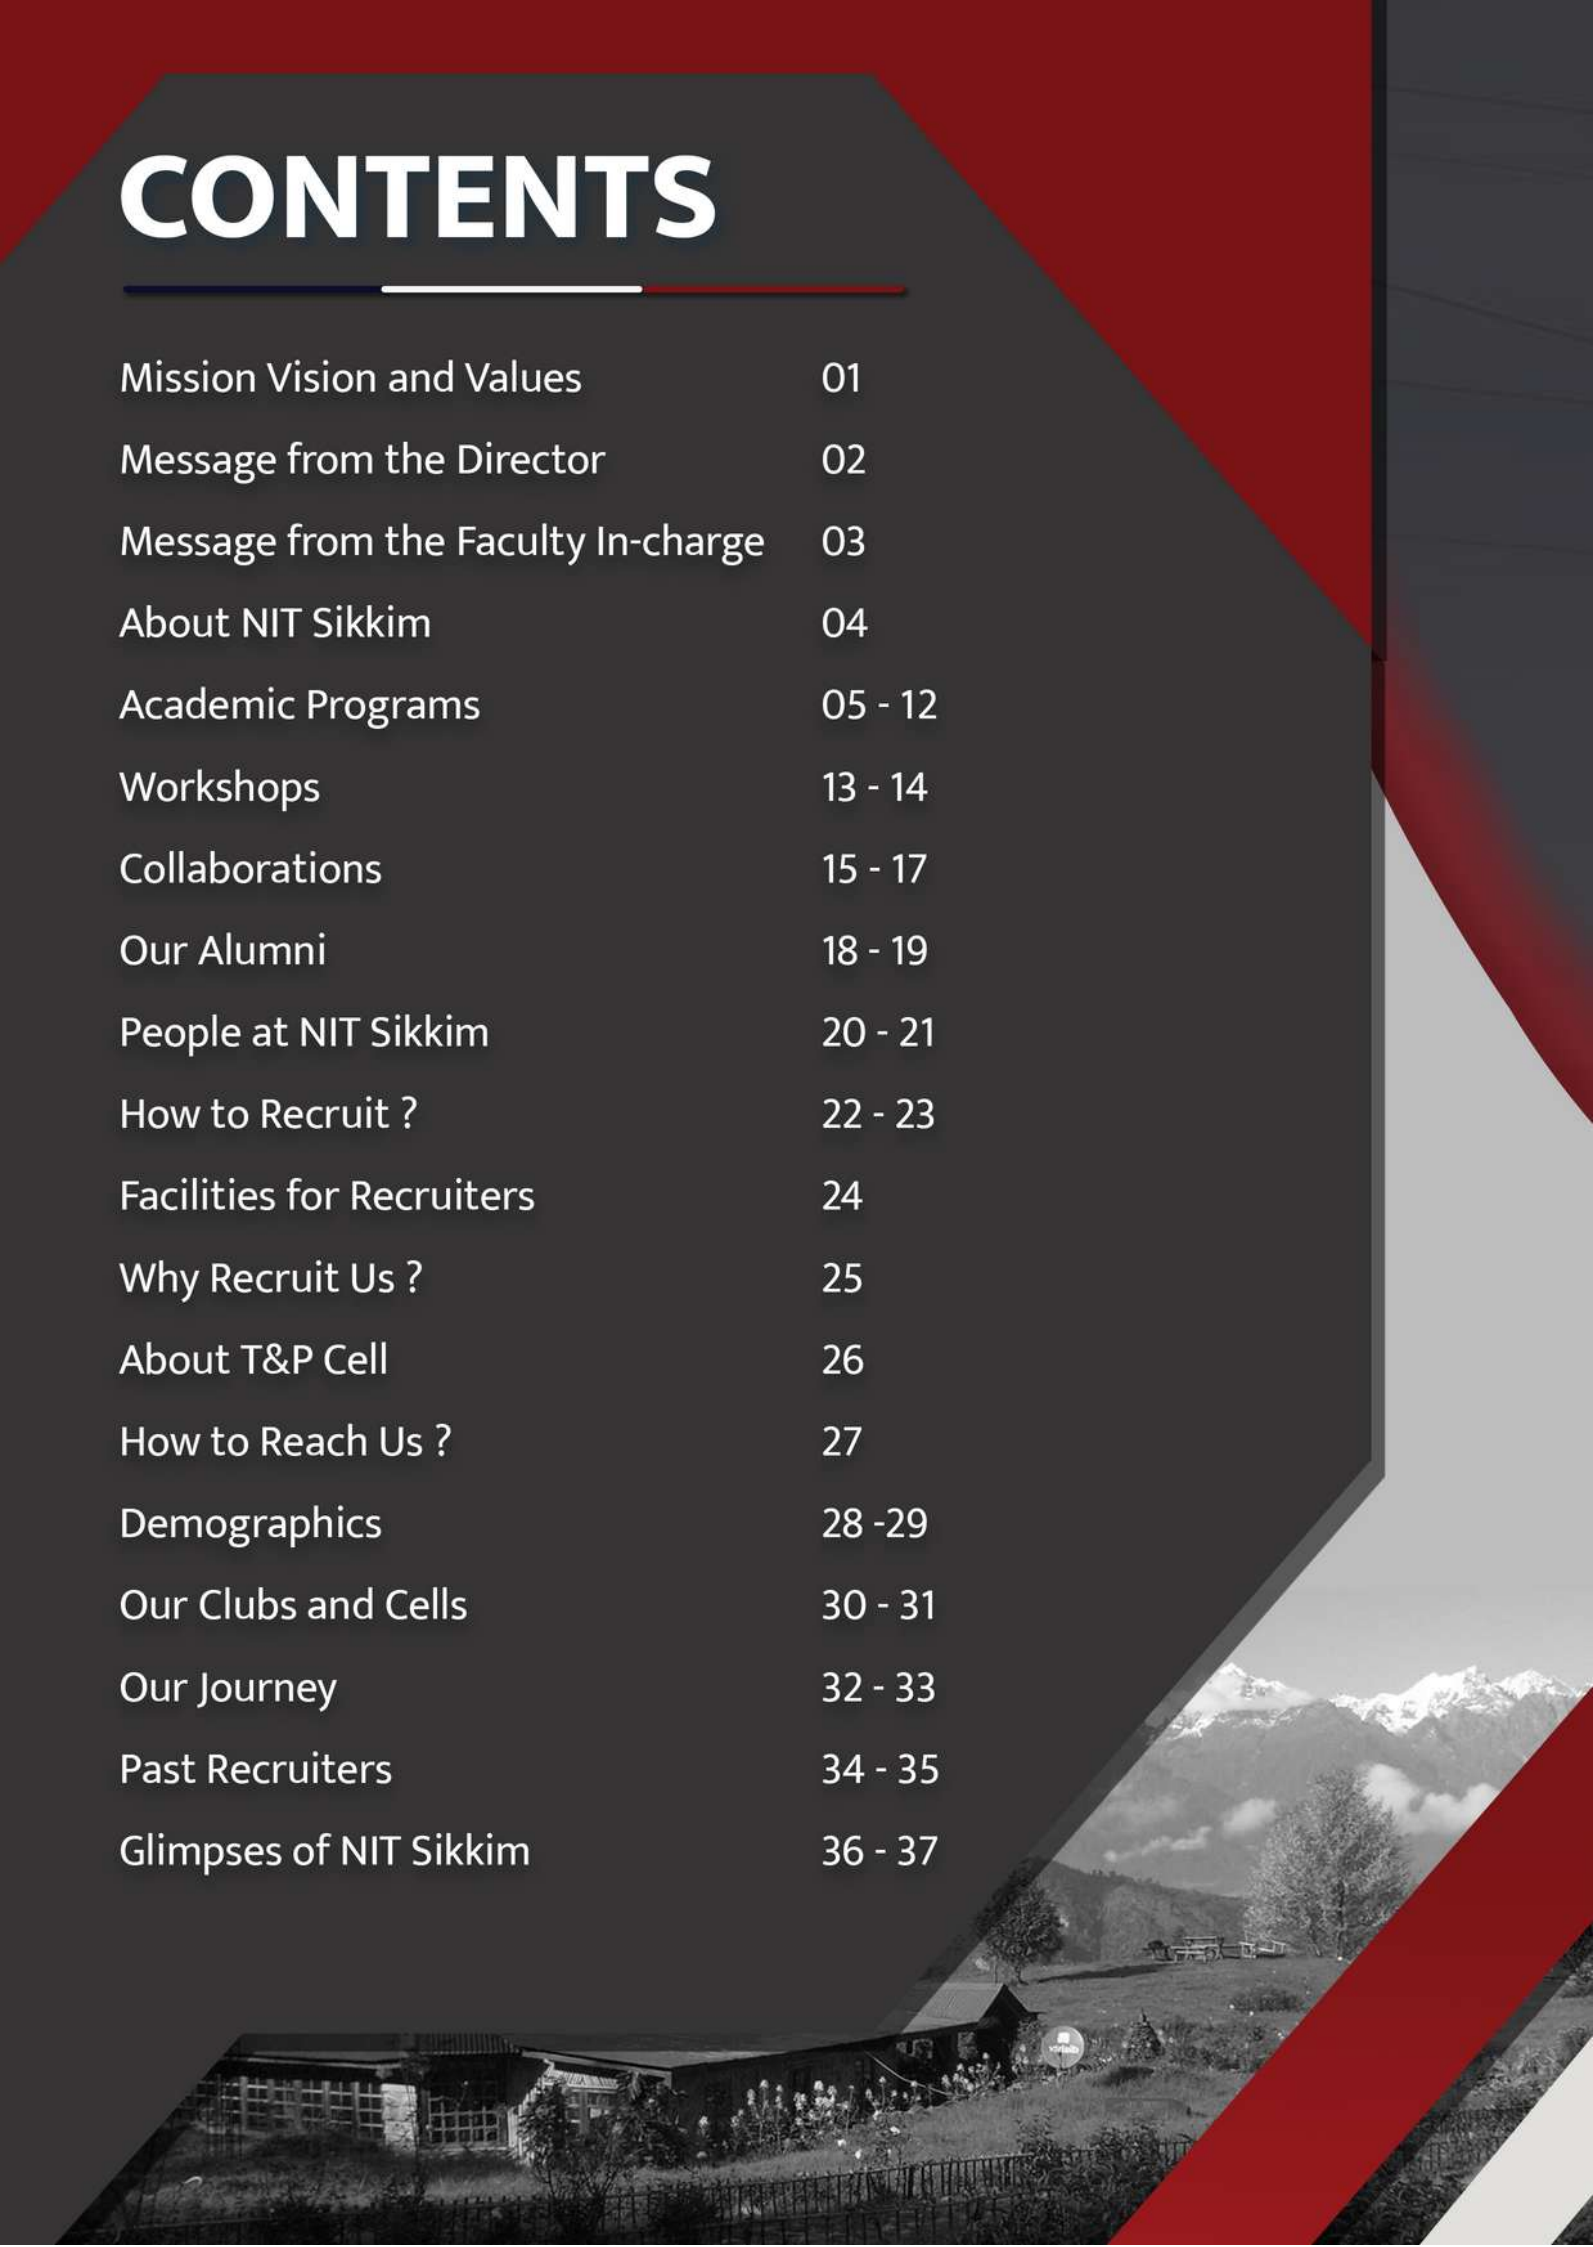 CONTENTS
Mission Vision and Values 01
Message from the Director 02
Message from the Faculty In-charge 03
About NIT Sikkim 04
Academic Programs 05 - 12
Workshops 13 - 14
Collaborations 15 - 17
Our Alumni 18 - 19
People at NIT Sikkim 20 - 21
How to Recruit ? 22 - 23
Facilities for Recruiters 24
Why Recruit Us ? 25
About T&P Cell 26
How to Reach Us ? 27
Demographics 28 -29
Our Clubs and Cells 30 - 31
Our Journey 32 - 33
Past Recruiters 34 - 35
Glimpses of NIT Sikkim 36 - 37